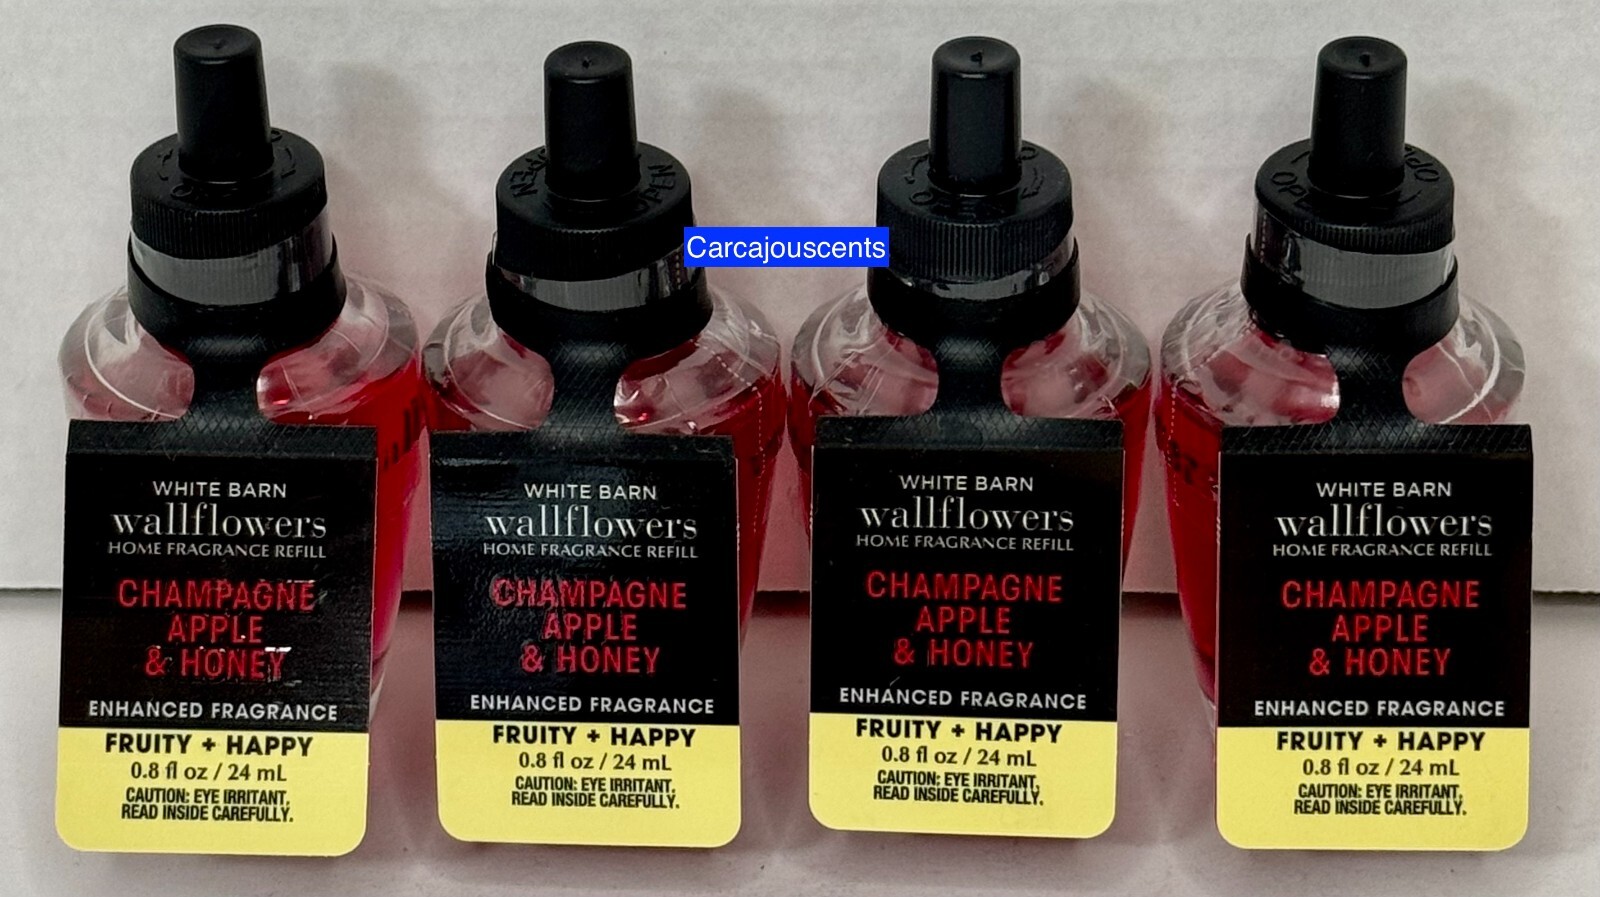 Carcajouscents
WHITE BARN
wallflowers
HOME FRAGRANCE REFILL
CHAMPAGNE
APPLE
& HONEY
ENHANCED FRAGRANCE
FRUITY + HAPPY
0.8 fl oz / 24 mL
CAUTION: EYE IRRITANT,
READ INSIDE CAREFULLY.
WHITE BARN
wallflowers
HOME FRAGRANCE REFILL
CHAMPAGNE
APPLE
& HONEY
ENHANCED FRAGRANCE
FRUITY + HAPPY
0.8 fl oz / 24 mL
CAUTION: EYE IRRITANT,
READ INSIDE CAREFULLY.
WHITE BARN
wallflowers
HOME FRAGRANCE REFILL
CHAMPAGNE
APPLE
& HONEY
ENHANCED FRAGRANCE
FRUITY + HAPPY
0.8 fl oz / 24 mL
CAUTION: EYE IRRITANT,
READ INSIDE CAREFULLY.
WHITE BARN
wallflowers
HOME FRAGRANCE REFILL
CHAMPAGNE
APPLE
& HONEY
ENHANCED FRAGRANCE
FRUITY + HAPPY
0.8 fl oz / 24 mL
CAUTION: EYE IRRITANT,
READ INSIDE CAREFULLY.